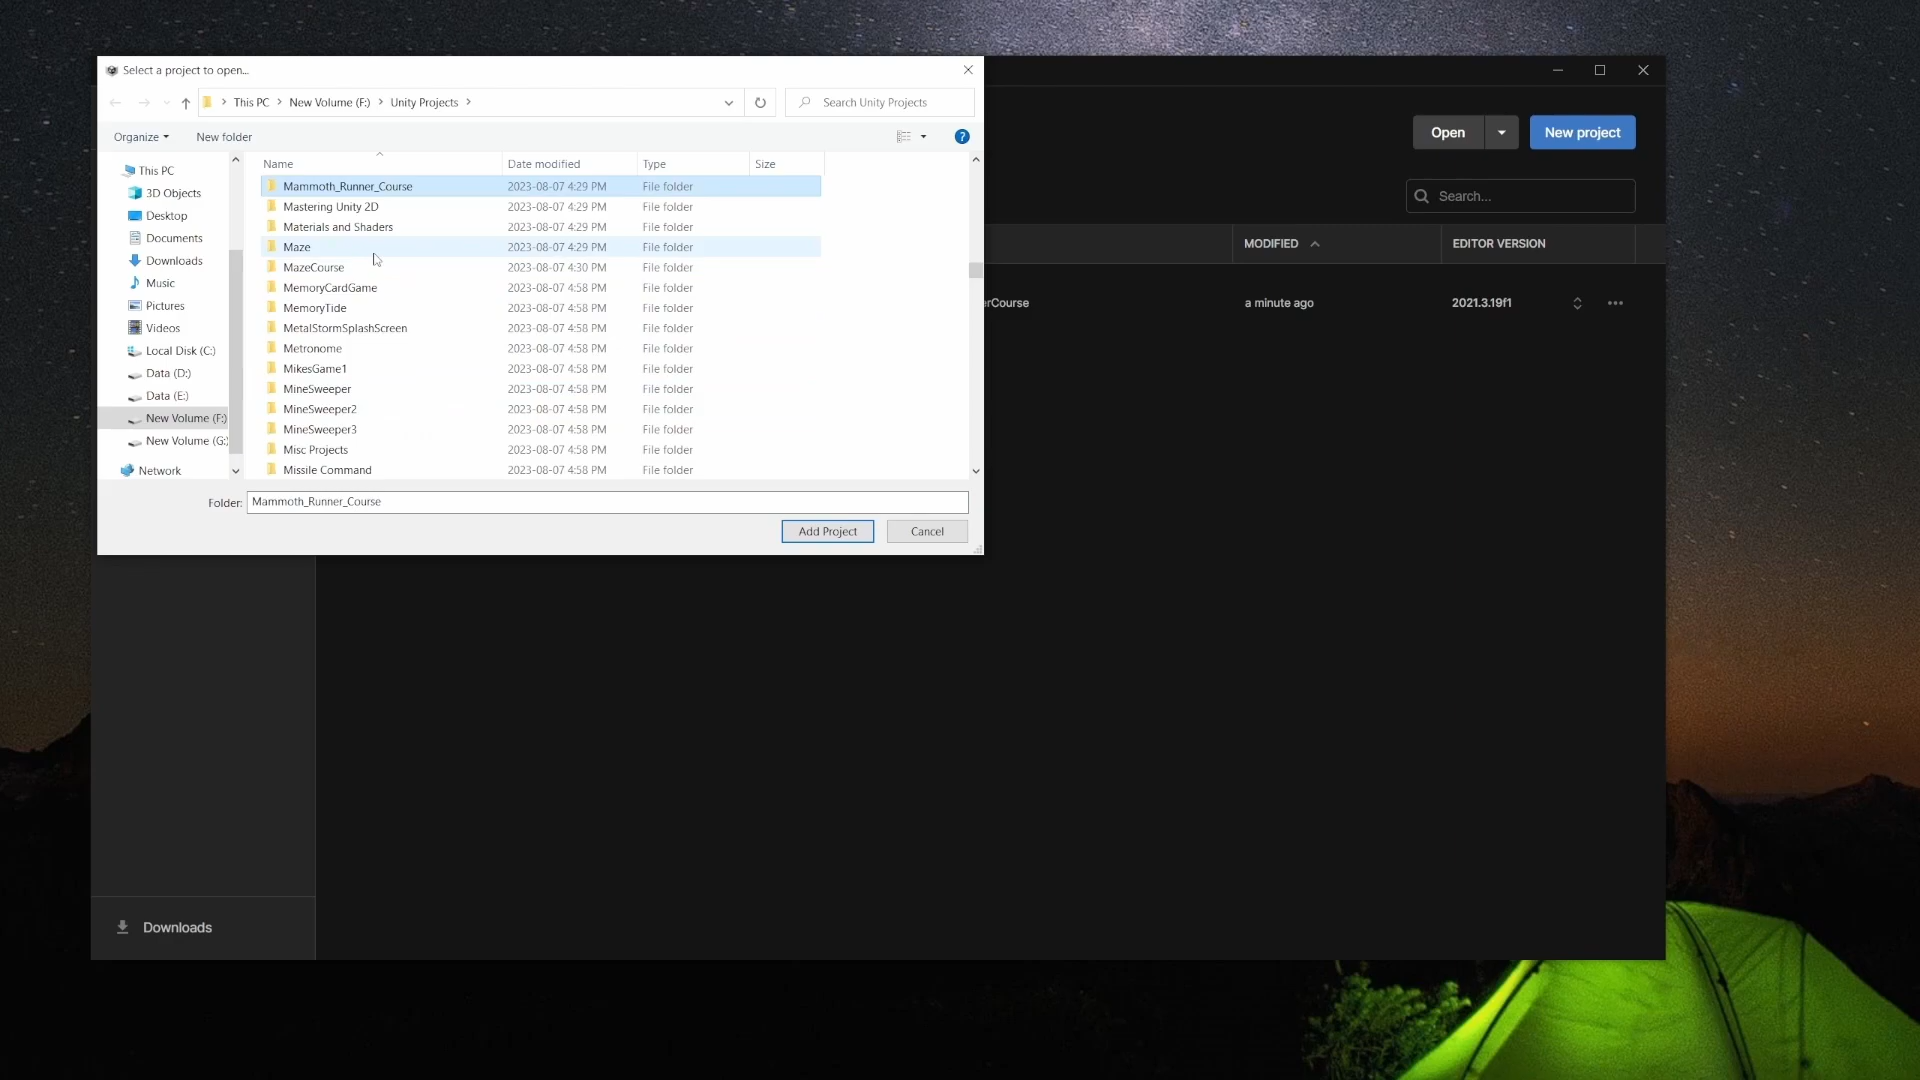 Select a project to open...
This PC > New Volume (F:) > Unity Projects >
Search Unity Projects
Organize
New folder
?
This PC
3D Objects
Desktop
Documents
Downloads
Music
Pictures
Videos
Local Disk (C:)
Data (D:)
Data (E:)
New Volume (F:)
New Volume (G:)
Network
Name Date modified Type Size
Mammoth_Runner_Course 2023-08-07 4:29 PM File folder
Mastering Unity 2D 2023-08-07 4:29 PM File folder
Materials and Shaders 2023-08-07 4:29 PM File folder
Maze 2023-08-07 4:29 PM File folder
MazeCourse 2023-08-07 4:30 PM File folder
MemoryCardGame 2023-08-07 4:58 PM File folder
MemoryTide 2023-08-07 4:58 PM File folder
MetalStormSplashScreen 2023-08-07 4:58 PM File folder
Metronome 2023-08-07 4:58 PM File folder
MikesGame1 2023-08-07 4:58 PM File folder
MineSweeper 2023-08-07 4:58 PM File folder
MineSweeper2 2023-08-07 4:58 PM File folder
MineSweeper3 2023-08-07 4:58 PM File folder
Misc Projects 2023-08-07 4:58 PM File folder
Missile Command 2023-08-07 4:58 PM File folder
Folder: Mammoth_Runner_Course
Add Project Cancel
Open
New project
Search...
MODIFIED EDITOR VERSION
erCourse a minute ago 2021.3.19f1
Downloads